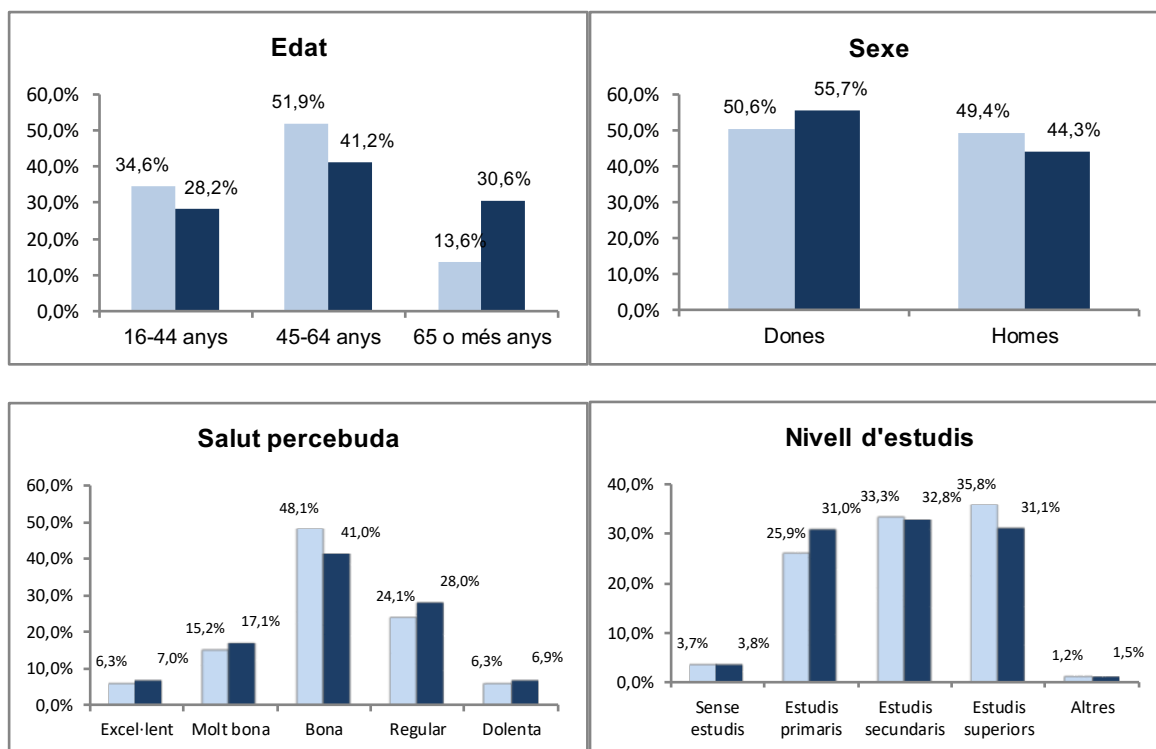 Edat
60,0%
50,0%
40,0%
30,0%
20,0%
10,0%
0,0%
34,6%
28,2%
51,9%
41,2%
13,6%
30,6%
16-44 anys
45-64 anys
65 o més anys
Sexe
60,0%
50,0%
40,0%
30,0%
20,0%
10,0%
0,0%
50,6%
55,7%
49,4%
44,3%
Dones
Homes
Salut percebuda
60,0%
50,0%
40,0%
30,0%
20,0%
10,0%
0,0%
6,3%
7,0%
15,2%
17,1%
48,1%
41,0%
24,1%
28,0%
6,3%
6,9%
Excel·lent
Molt bona
Bona
Regular
Dolenta
Nivell d'estudis
40,0%
30,0%
20,0%
10,0%
0,0%
3,7%
3,8%
25,9%
31,0%
33,3%
32,8%
35,8%
31,1%
1,2%
1,5%
Sense
estudis
Estudis
primaris
Estudis
secundaris
Estudis
superiors
Altres